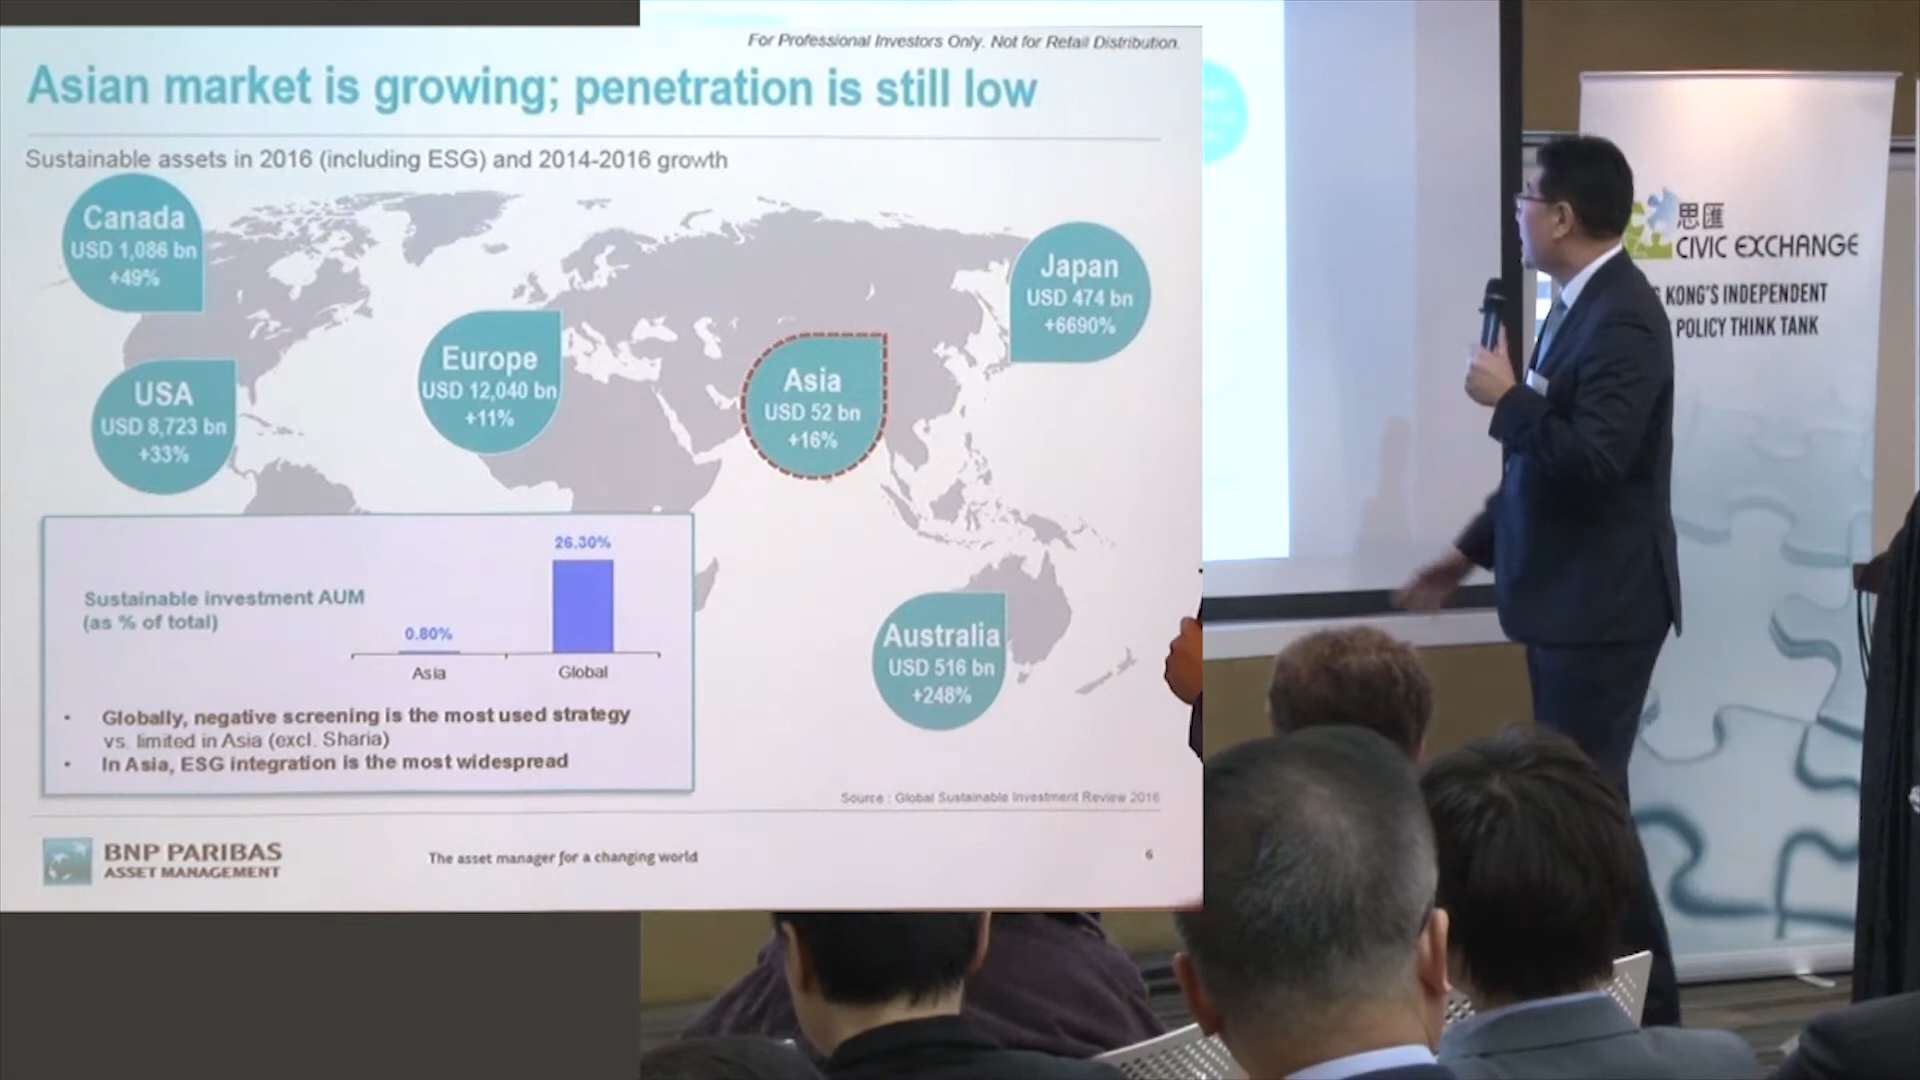 For Professional Investors Only. Not for Retail Distribution.
Asian market is growing; penetration is still low
Sustainable assets in 2016 (including ESG) and 2014-2016 growth
Canada
USD 1,086 bn
+49%
USA
USD 8,723 bn
+33%
Europe
USD 12,040 bn
+11%
Asia
USD 52 bn
+16%
Japan
USD 474 bn
+6690%
Australia
USD 516 bn
+248%
Sustainable investment AUM
(as % of total)
0.80%
26.30%
Asia
Global
• Globally, negative screening is the most used strategy
vs. limited in Asia (excl. Sharia)
• In Asia, ESG integration is the most widespread
Source : Global Sustainable Investment Review 2016
BNP PARIBAS
ASSET MANAGEMENT
The asset manager for a changing world
6
思匯
CIVIC EXCHANGE
KONG'S INDEPENDENT
POLICY THINK TANK